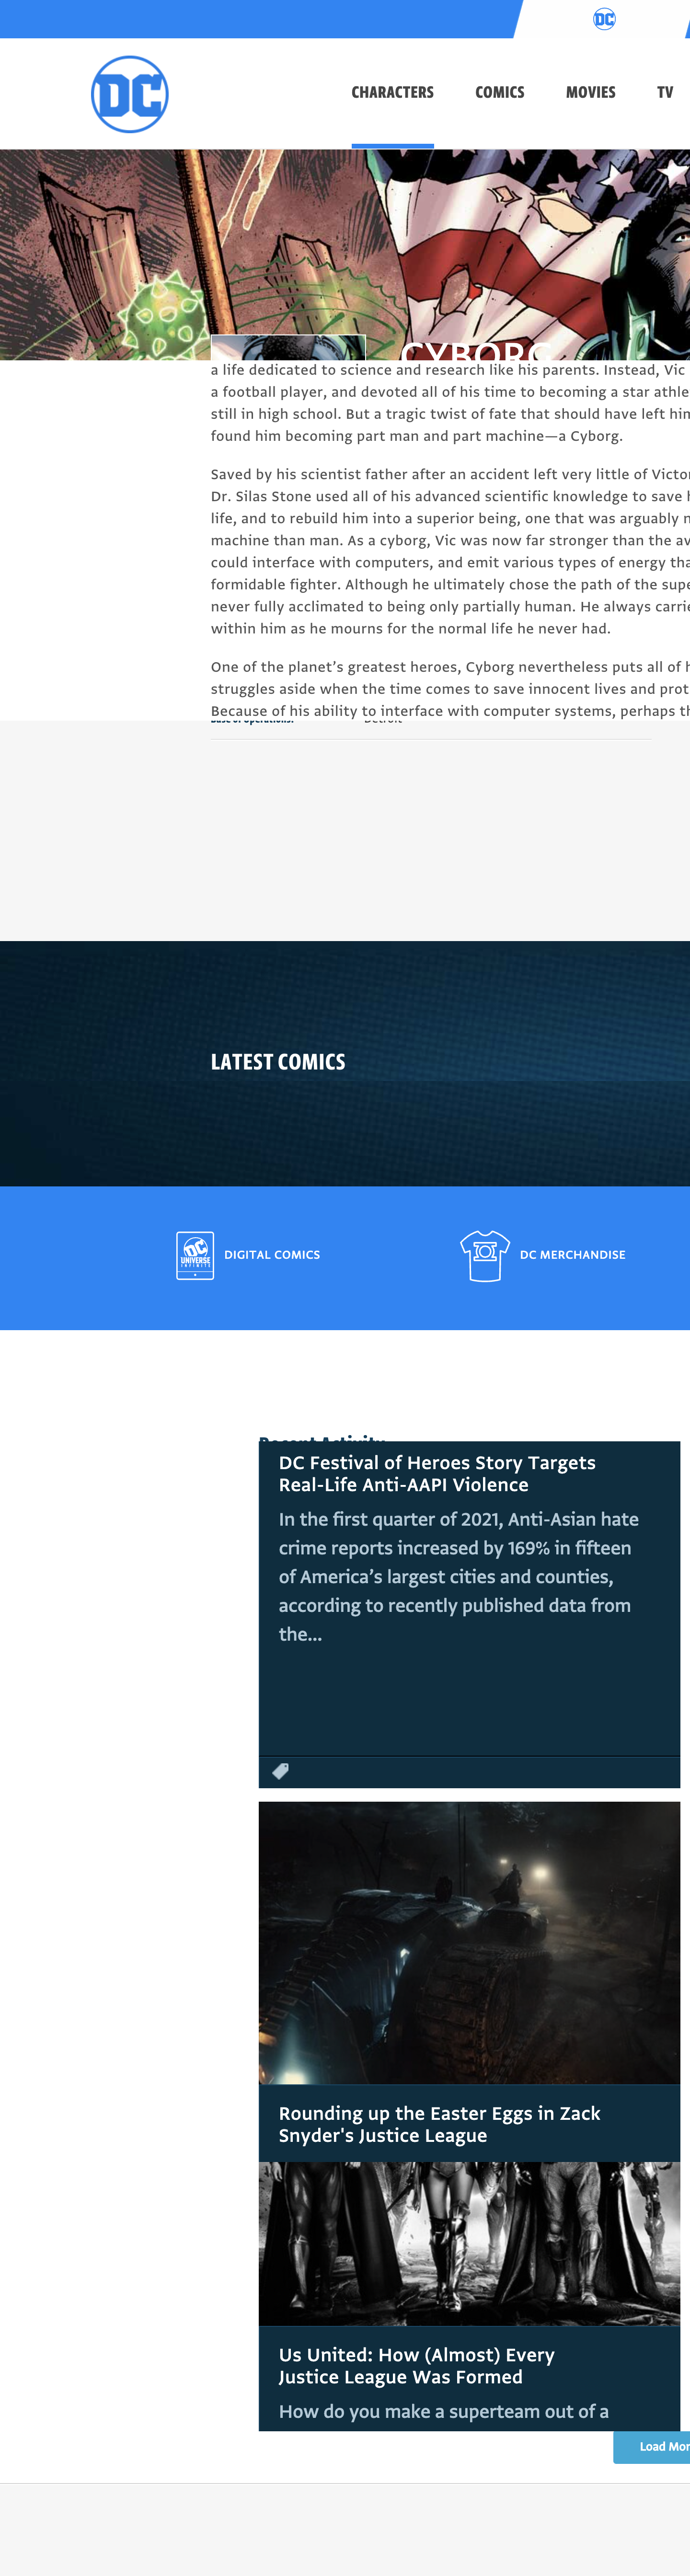 DC
DC
CHARACTERS COMICS MOVIES TV
CYBORG
a life dedicated to science and research like his parents. Instead, Vic
a football player, and devoted all of his time to becoming a star
still in high school. But a tragic twist of fate that should have left
found him becoming part man and part machine—a Cyborg.
Saved by his scientist father after an accident left very little of
Dr. Silas Stone used all of his advanced scientific knowledge to save
life, and to rebuild him into a superior being, one that was arguably
machine than man. As a cyborg, Vic was now far stronger than the
could interface with computers, and emit various types of energy
formidable fighter. Although he ultimately chose the path of the
never fully acclimated to being only partially human. He always
within him as he mourns for the normal life he never had.
One of the planet's greatest heroes, Cyborg nevertheless puts all of
struggles aside when the time comes to save innocent lives and
Because of his ability to interface with computer systems, perhaps
Base of Operations: Detroit
LATEST COMICS
DC UNIVERSE INFINITE DIGITAL COMICS DC MERCHANDISE
Recent Activity
DC Festival of Heroes Story Targets
Real-Life Anti-AAPI Violence
In the first quarter of 2021, Anti-Asian hate
crime reports increased by 169% in fifteen
of America's largest cities and counties,
according to recently published data from
the...
Rounding up the Easter Eggs in Zack
Snyder's Justice League
Us United: How (Almost) Every
Justice League Was Formed
How do you make a superteam out of a
Load Mor